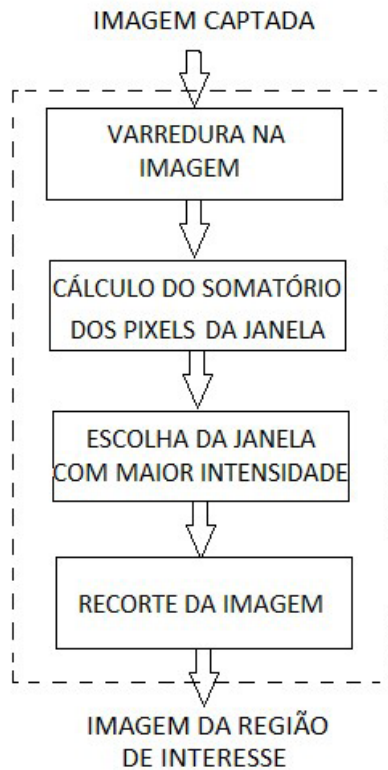 IMAGEM CAPTADA
VARREDURA NA
IMAGEM
CÁLCULO DO SOMATÓRIO
DOS PIXELS DA JANELA
ESCOLHA DA JANELA
COM MAIOR INTENSIDADE
RECORTE DA IMAGEM
IMAGEM DA REGIÃO
DE INTERESSE